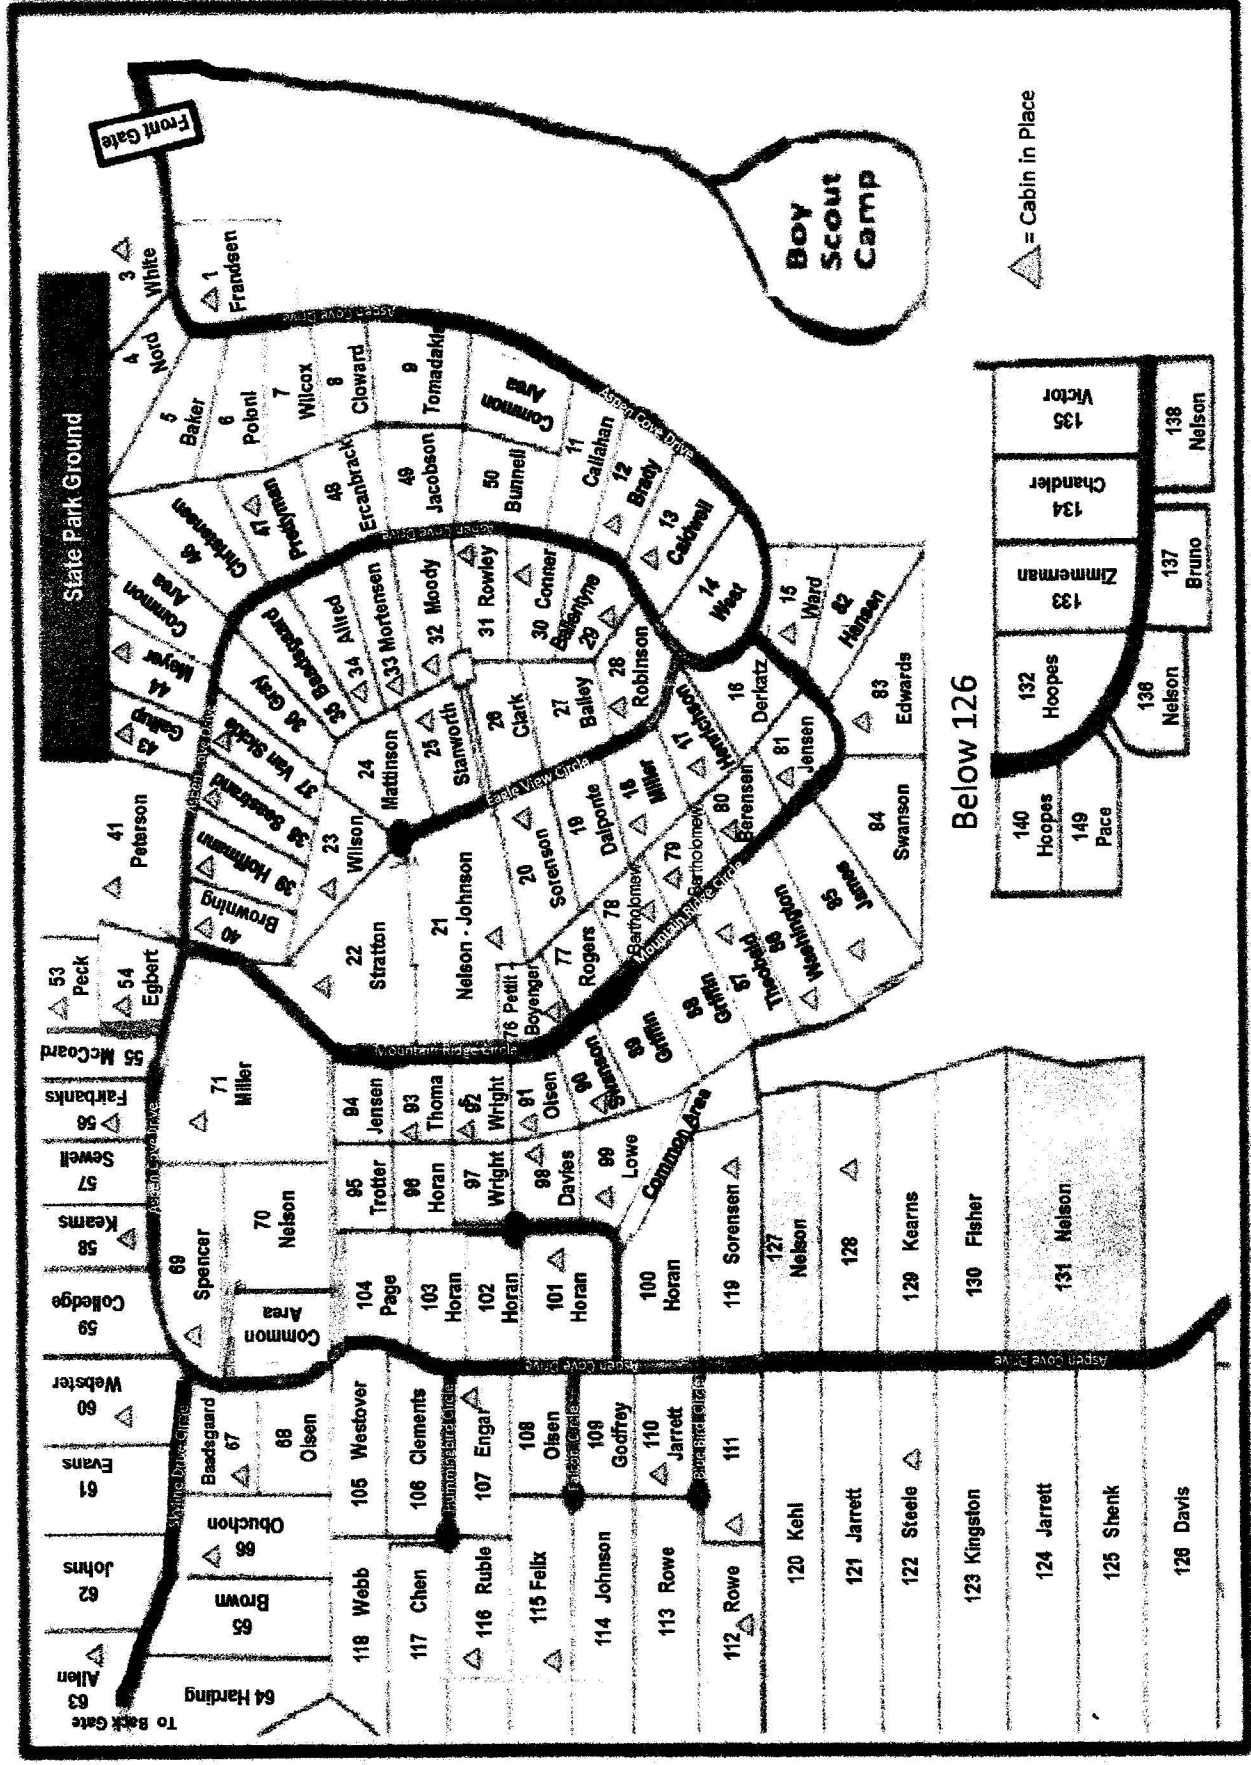 Front Gate
State Park Ground
3
White
1
Frandsen
4
Nord
5
Baker
6
Poloni
7
Wilcox
8
Cloward
9
Common
Area
11
Callahan
12
Brady
13
Caldwell
14
West
15
Ward
82
Hansen
16
Derkatz
83
Edwards
81
Jensen
84
Swanson
85
James
86
Washington
87
Theobald
88
Griffin
89
Griffin
90
Swanson
91
Olsen
92
Wright
93
Thoma
94
Jensen
Boy
Scout
Camp
= Cabin in Place
Aspen Cove Drive
Aspen Cove Drive
Aspen Cove Drive
46
Christensen
47
48
Ercanbrack
49
Jacobson
50
Bunnell
Common
Area
44
Meyer
43
Gallup
41
Peterson
35 Baadsgaard
34 Allred
33 Mortensen
32 Moody
31 Rowley
30 Conner
Ballentyne
29
28
Robinson
27
Bailey
26
Clark
25
Stanworth
24
Mattinson
36 Gray
37 Van Sickle
39 Hoffmann
40
Browning
23
Wilson
22
Stratton
21
Nelson - Johnson
20
Sorenson
19
Dalponte
18
Miller
17
Henrichson
80
Berensen
79
Bartholomew
78
Bartholomew
77
Rogers
76 Pettit
Boyenger
Eagle View Circle
Mountain Ridge Circle
Mountain Ridge Circle
53
Peck
54
Egbert
55 McCoard
56
Fairbanks
57
Sewell
58
Kearns
59
Colledge
60
Webster
61
Evans
62
Johns
63
Allen
To Back Gate
64 Harding
65
Brown
66
Obuchon
Baadsgaard
67
68
Olsen
69
Spencer
70
Nelson
71
Miller
Common
Area
95
Trotter
96
Horan
97
Wright
98
Davies
99
Lowe
Common Area
100
Horan
101
Horan
102
Horan
103
Horan
104
Page
105 Westover
106 Clements
107 Engar
108
Olsen
109
Godfrey
110
Jarrett
111
112 Rowe
113 Rowe
114 Johnson
115 Felix
116 Ruble
117 Chen
118 Webb
119 Sorensen
127
Nelson
128
129 Kearns
130 Fisher
131 Nelson
Aspen Cove Drive
Aspen Cove Drive
120 Kehl
121 Jarrett
122 Steele
123 Kingston
124 Jarrett
125 Shenk
126 Davis
Below 126
135
Victor
134
Chandler
133
Zimmerman
132
Hoopes
140
Hoopes
149
Pace
136
Nelson
137
Bruno
138
Nelson